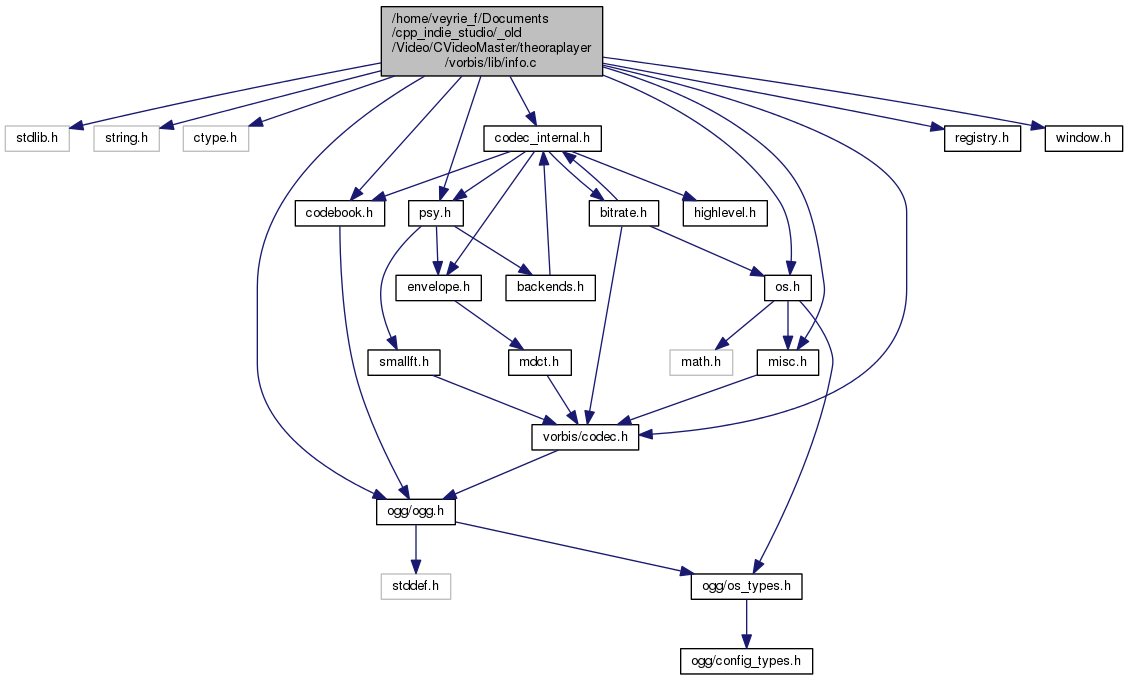 /home/veyrie_f/Documents
/cpp_indie_studio/_old
/Video/CVideoMaster/theoraplayer
/vorbis/lib/info.c
stdlib.h
string.h
ctype.h
codec_internal.h
registry.h
window.h
codebook.h
psy.h
bitrate.h
highlevel.h
envelope.h
backends.h
os.h
smallft.h
mdct.h
math.h
misc.h
vorbis/codec.h
ogg/ogg.h
stddef.h
ogg/os_types.h
ogg/config_types.h